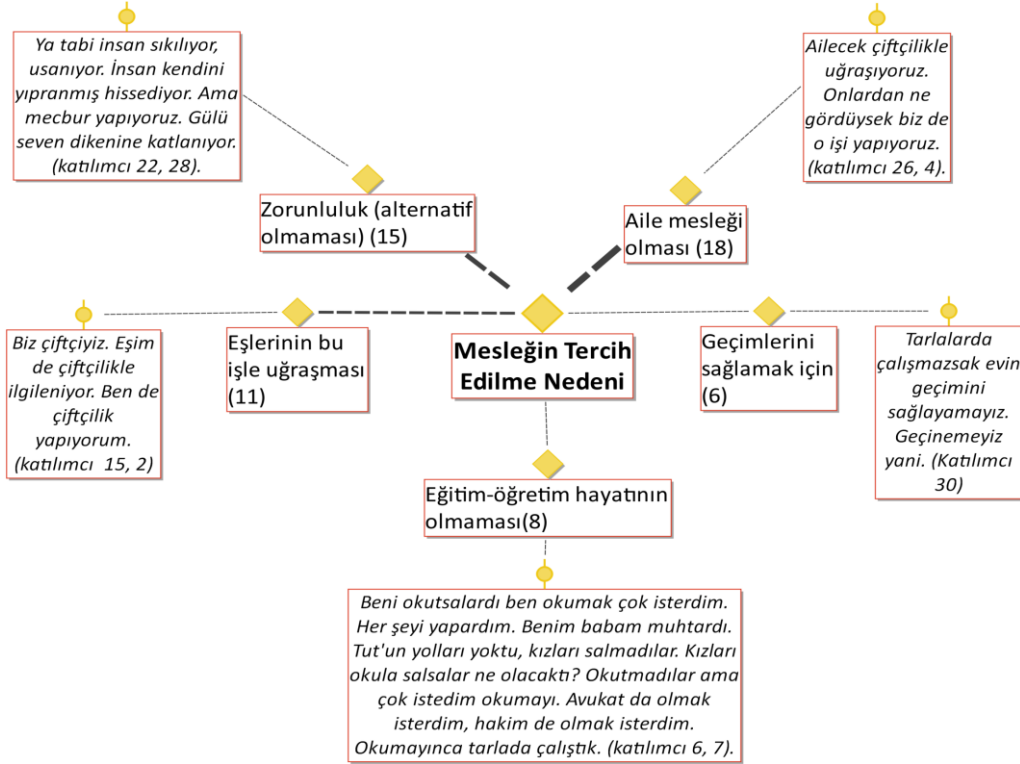 Ya tabi insan sıkılıyor,
usanıyor. İnsan kendini
yıpranmış hissediyor. Ama
mecbur yapıyoruz. Gülü
seven dikenine katlanıyor.
(katılımcı 22, 28).
Ailecek çiftçilikle
uğraşıyoruz.
Onlardan ne
gördüysek biz de
o işi yapıyoruz.
(katılımcı 26, 4).
Zorunluluk (alternatif
olmaması) (15)
Aile mesleği
olması (18)
Biz çiftçiyiz. Eşim
de çiftçilikle
ilgileniyor. Ben de
çiftçilik
yapıyorum.
(katılımcı 15, 2)
Eşlerinin bu
işle uğraşması
(11)
Mesleğin Tercih
Edilme Nedeni
Geçimlerini
sağlamak için
(6)
Tarlalarda
çalışmazsak evin
geçimini
sağlayamayız.
Geçinemeyiz
yani. (Katılımcı
30)
Eğitim-öğretim hayatının
olmaması(8)
Beni okutsalardı ben okumak çok isterdim.
Her şeyi yapardım. Benim babam muhtardı.
Tut'un yolları yoktu, kızları salmadılar. Kızları
okula salsalar ne olacaktı? Okutmadılar ama
çok istedim okumayı. Avukat da olmak
isterdim, hakim de olmak isterdim.
Okumayınca tarlada çalıştık. (katılımcı 6, 7).